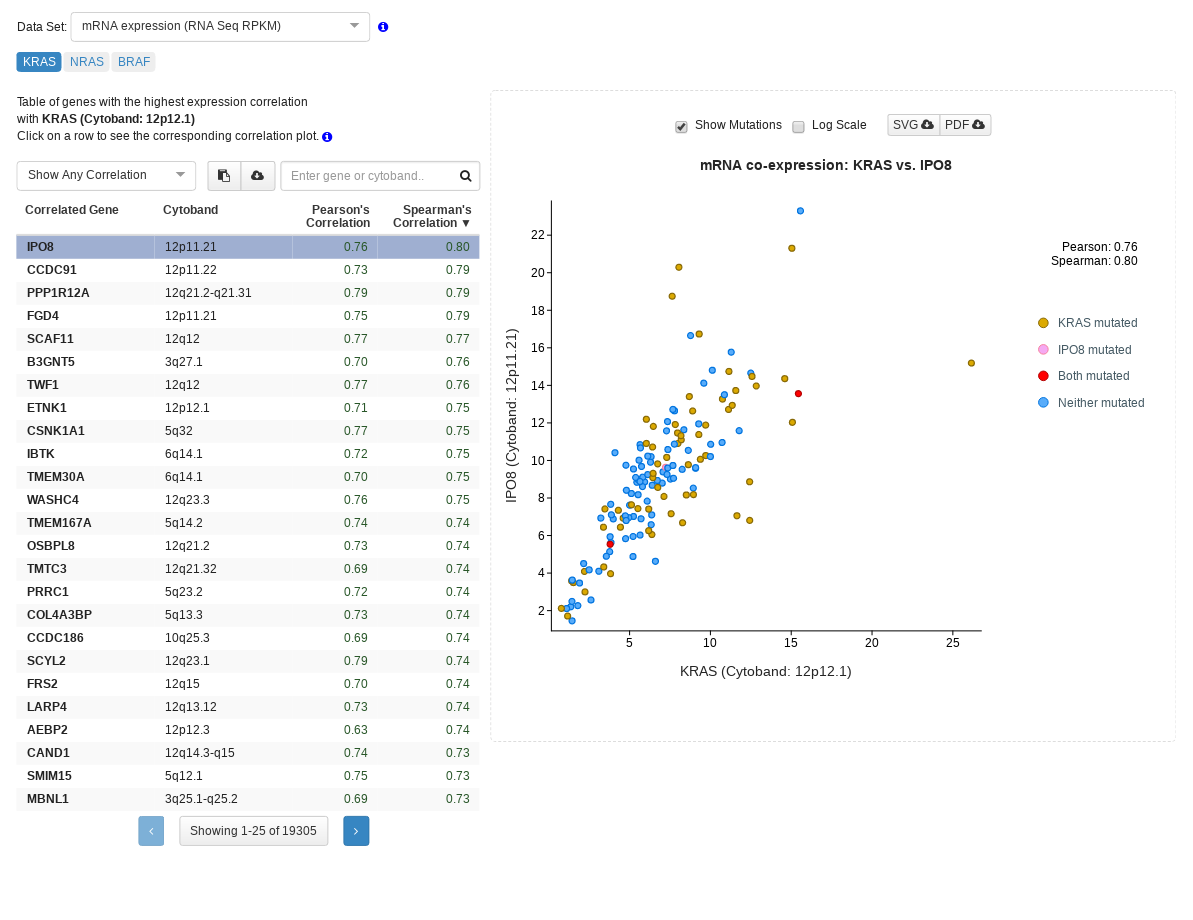 Data Set: mRNA expression (RNA Seq RPKM)
KRAS NRAS BRAF
Table of genes with the highest expression correlation
with KRAS (Cytoband: 12p12.1)
Click on a row to see the corresponding correlation plot.
Show Any Correlation Enter gene or cytoband..
Correlated Gene Cytoband Pearson's Correlation Spearman's Correlation ▼
IPO8 12p11.21 0.76 0.80
CCDC91 12p11.22 0.73 0.79
PPP1R12A 12q21.2-q21.31 0.79 0.79
FGD4 12p11.21 0.75 0.79
SCAF11 12q12 0.77 0.77
B3GNT5 3q27.1 0.70 0.76
TWF1 12q12 0.77 0.76
ETNK1 12p12.1 0.71 0.75
CSNK1A1 5q32 0.77 0.75
IBTK 6q14.1 0.72 0.75
TMEM30A 6q14.1 0.70 0.75
WASHC4 12q23.3 0.76 0.75
TMEM167A 5q14.2 0.74 0.74
OSBPL8 12q21.2 0.73 0.74
TMTC3 12q21.32 0.69 0.74
PRRC1 5q23.2 0.72 0.74
COL4A3BP 5q13.3 0.73 0.74
CCDC186 10q25.3 0.69 0.74
SCYL2 12q23.1 0.79 0.74
FRS2 12q15 0.70 0.74
LARP4 12q13.12 0.73 0.74
AEBP2 12p12.3 0.63 0.74
CAND1 12q14.3-q15 0.74 0.73
SMIM15 5q12.1 0.75 0.73
MBNL1 3q25.1-q25.2 0.69 0.73
‹ Showing 1-25 of 19305 ›
Show Mutations Log Scale SVG PDF
mRNA co-expression: KRAS vs. IPO8
IPO8 (Cytoband: 12p11.21)
22
20
18
16
14
12
10
8
6
4
2
5 10 15 20 25
KRAS (Cytoband: 12p12.1)
Pearson: 0.76
Spearman: 0.80
KRAS mutated
IPO8 mutated
Both mutated
Neither mutated